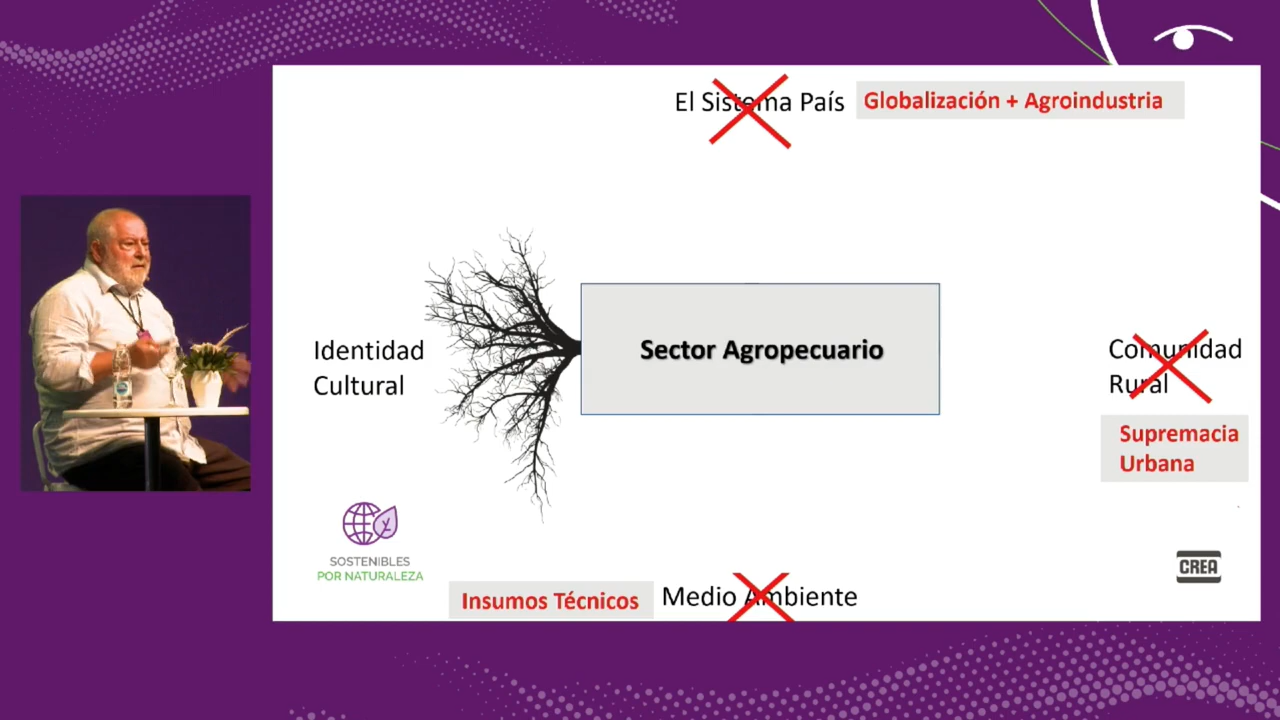 El Sistema País
Globalización + Agroindustria
Sector Agropecuario
Identidad
Cultural
Comunidad
Rural
Supremacia
Urbana
SOSTENIBLES
POR NATURALEZA
CREA
Insumos Técnicos
Medio Ambiente